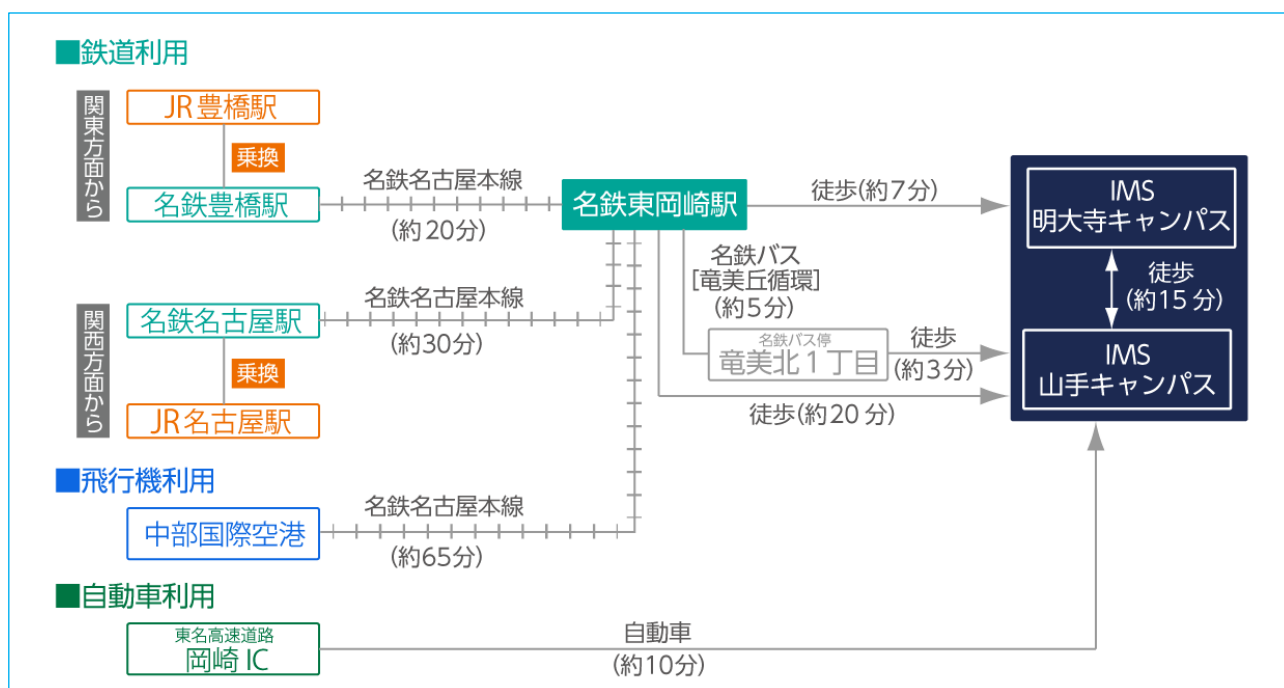 ■鉄道利用
関東方面から
JR豊橋駅
乗換
名鉄豊橋駅
名鉄名古屋本線
(約20分)
名鉄東岡崎駅
徒歩(約7分)
IMS
明大寺キャンパス
徒歩
(約15分)
名鉄バス
[竜美丘循環]
(約5分)
名鉄バス停
竜美北1丁目
徒歩
(約3分)
IMS
山手キャンパス
徒歩(約20分)
関西方面から
名鉄名古屋駅
名鉄名古屋本線
(約30分)
乗換
JR名古屋駅
■飛行機利用
中部国際空港
名鉄名古屋本線
(約65分)
■自動車利用
東名高速道路
岡崎IC
自動車
(約10分)